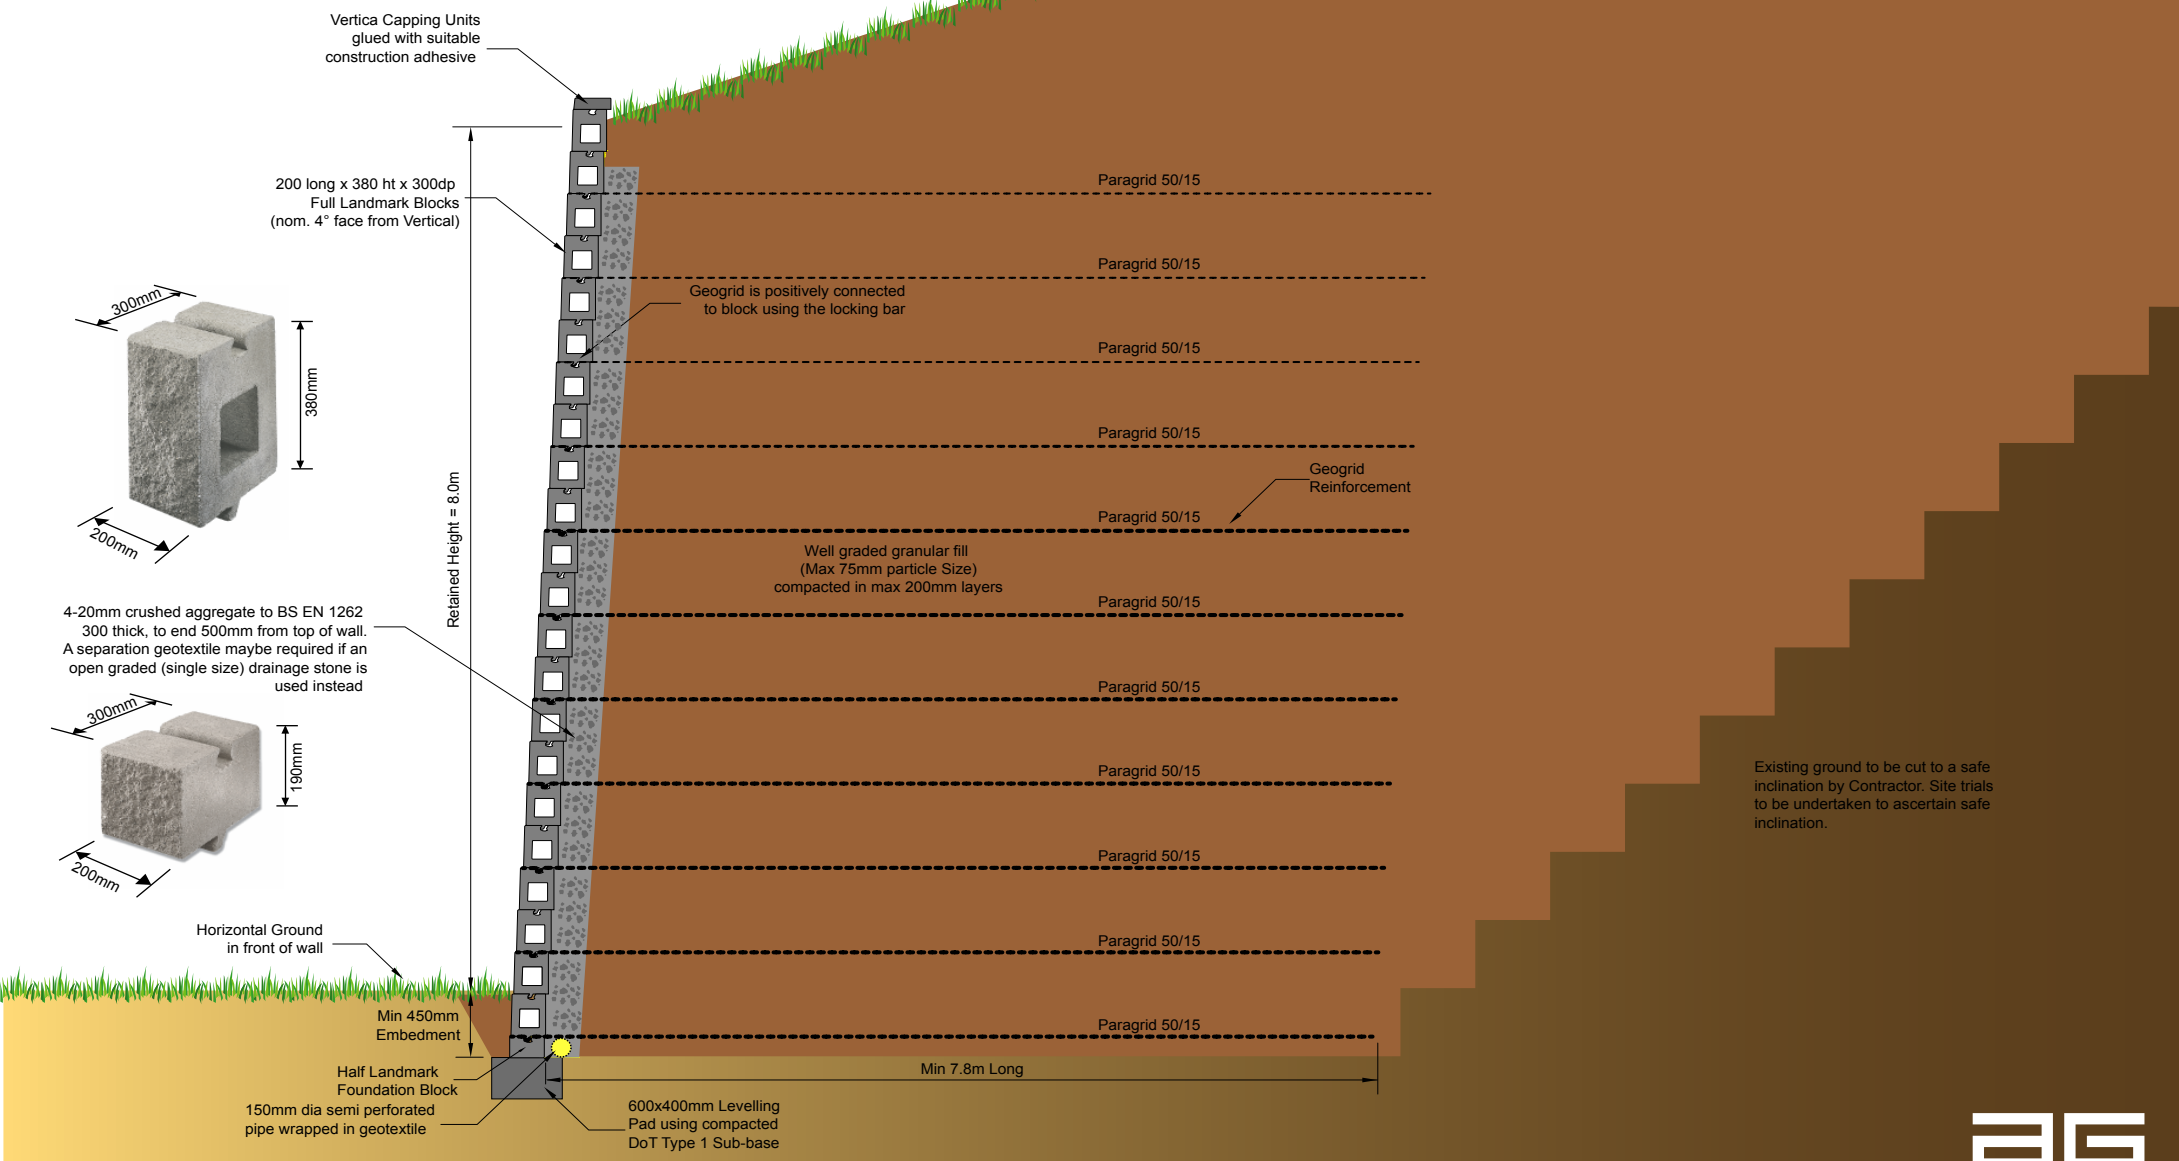 Vertica Capping Units
glued with suitable
construction adhesive
200 long x 380 ht x 300dp
Full Landmark Blocks
(nom. 4° face from Vertical)
Paragrid 50/15
Paragrid 50/15
Geogrid is positively connected
to block using the locking bar
300mm
380mm
200mm
Paragrid 50/15
Paragrid 50/15
Geogrid
Reinforcement
Retained Height = 8.0m
Paragrid 50/15
Well graded granular fill
(Max 75mm particle Size)
compacted in max 200mm layers
Paragrid 50/15
4-20mm crushed aggregate to BS EN 1262
300 thick, to end 500mm from top of wall.
A separation geotextile maybe required if an
open graded (single size) drainage stone is
used instead
Paragrid 50/15
300mm
190mm
200mm
Paragrid 50/15
Existing ground to be cut to a safe
inclination by Contractor. Site trials
to be undertaken to ascertain safe
inclination.
Paragrid 50/15
Horizontal Ground
in front of wall
Paragrid 50/15
Min 450mm
Embedment
Paragrid 50/15
Half Landmark
Foundation Block
Min 7.8m Long
150mm dia semi perforated
pipe wrapped in geotextile
600x400mm Levelling
Pad using compacted
DoT Type 1 Sub-base
ag